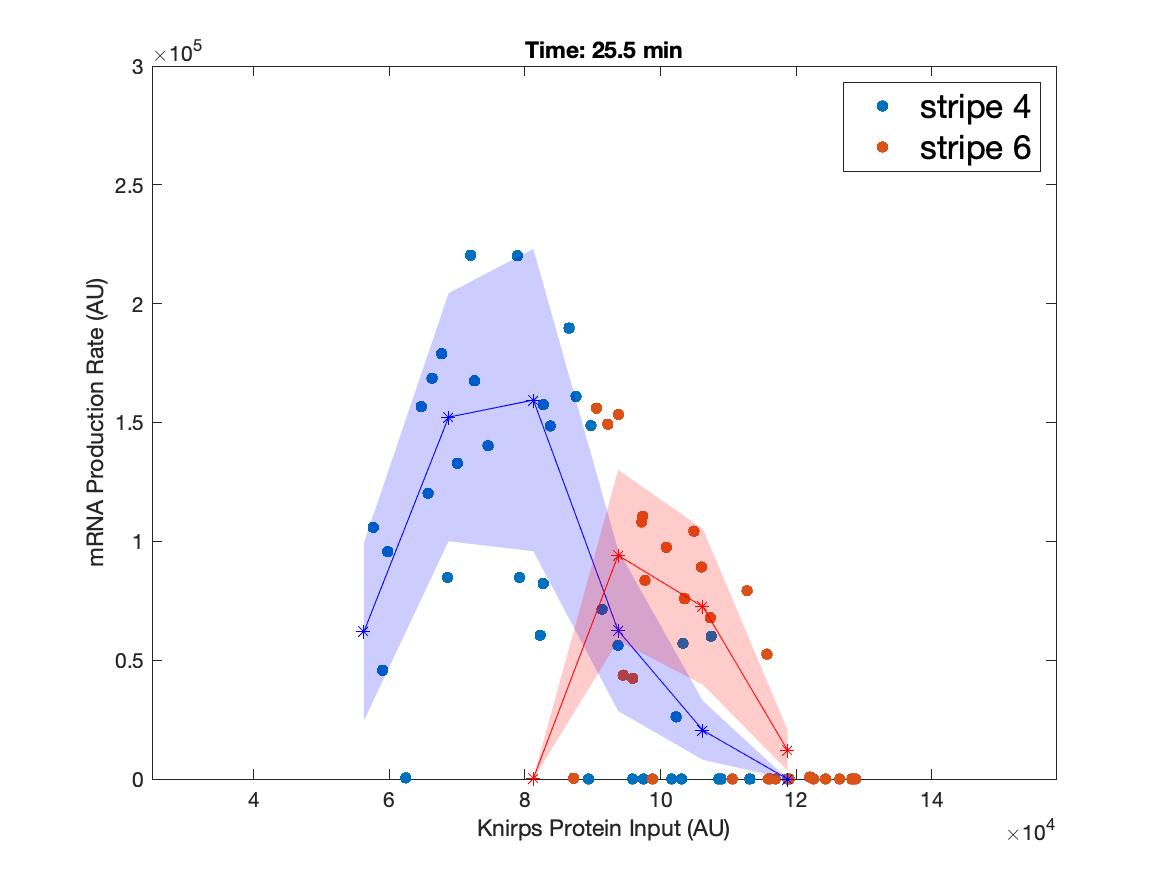 Time: 25.5 min
×10^5
3
2.5
2
1.5
1
0.5
0
stripe 4
stripe 6
mRNA Production Rate (AU)
4 6 8 10 12 14
Knirps Protein Input (AU)
×10^4